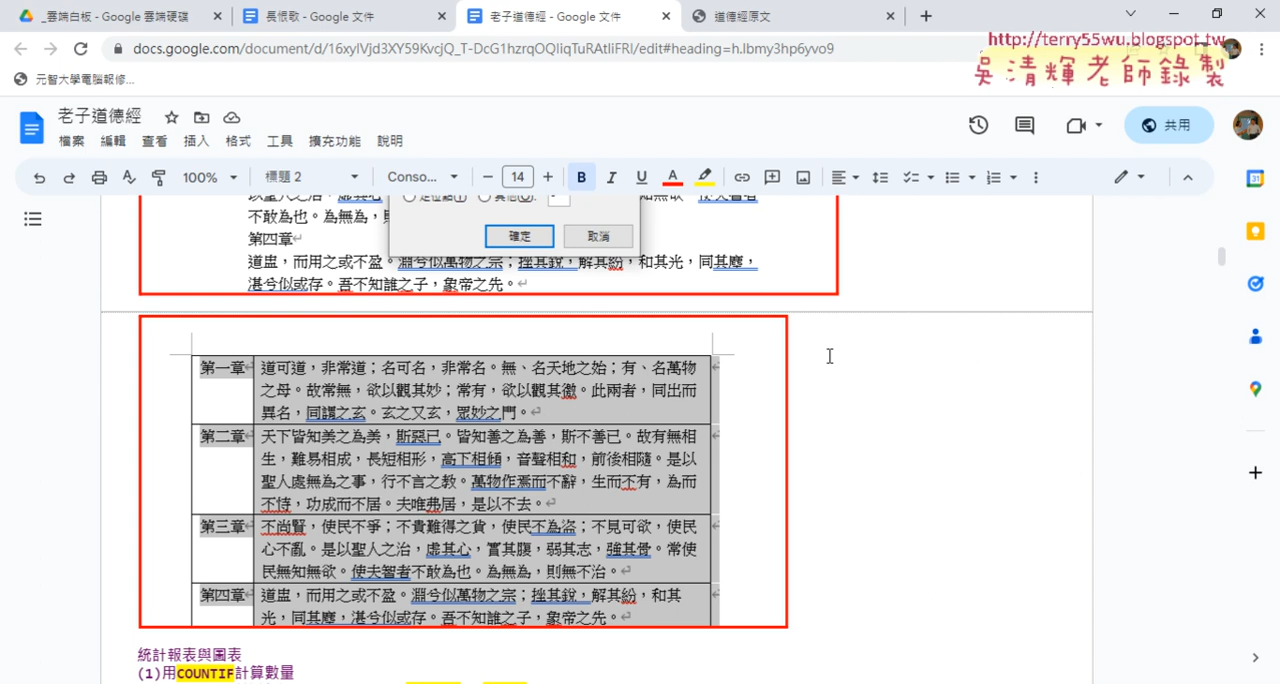 _雲端白板 - Google 雲端硬碟
長恨歌 - Google 文件
老子道德經 - Google 文件
道德經原文
docs.google.com/document/d/16xylVjd3XY59KvcjQ_T-DcG1hzrqOQIiqTuRAtIiFRI/edit#heading=h.lbmy3hp6yvo9
http://terry55wu.blogspot.tw
吳清輝老師錄製
元智大學電腦報修...
老子道德經
檔案 編輯 查看 插入 格式 工具 擴充功能 說明
共用
100% 標題 2 Conso... 14 B I U A
不敢為也。為無為，
第四章
確定 取消
道盅，而用之或不盈。淵兮似萬物之宗；挫其銳，解其紛，和其光，同其塵，
湛兮似或存。吾不知誰之子，象帝之先。
第一章 道可道，非常道；名可名，非常名。無、名天地之始；有、名萬物
之母。故常無，欲以觀其妙；常有，欲以觀其徼。此兩者，同出而
異名，同謂之玄。玄之又玄，眾妙之門。
第二章 天下皆知美之為美，斯惡已。皆知善之為善，斯不善已。故有無相
生，難易相成，長短相形，高下相傾，音聲相和，前後相隨。是以
聖人處無為之事，行不言之教。萬物作焉而不辭，生而不有，為而
不恃，功成而不居。夫唯弗居，是以不去。
第三章 不尚賢，使民不爭；不貴難得之貨，使民不為盜；不見可欲，使民
心不亂。是以聖人之治，虛其心，實其腹，弱其志，強其骨。常使
民無知無欲。使夫智者不敢為也。為無為，則無不治。
第四章 道盅，而用之或不盈。淵兮似萬物之宗；挫其銳，解其紛，和其
光，同其塵，湛兮似或存。吾不知誰之子，象帝之先。
統計報表與圖表
(1)用COUNTIF計算數量